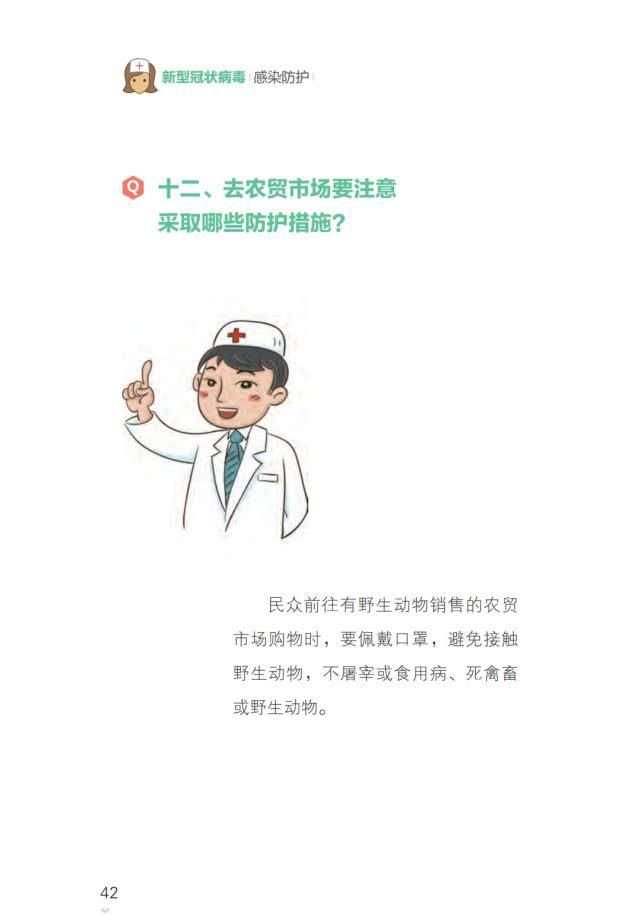 新型冠状病毒 | 感染防护 |
Q 十二、去农贸市场要注意
采取哪些防护措施？
民众前往有野生动物销售的农贸
市场购物时，要佩戴口罩，避免接触
野生动物，不屠宰或食用病、死禽畜
或野生动物。
42